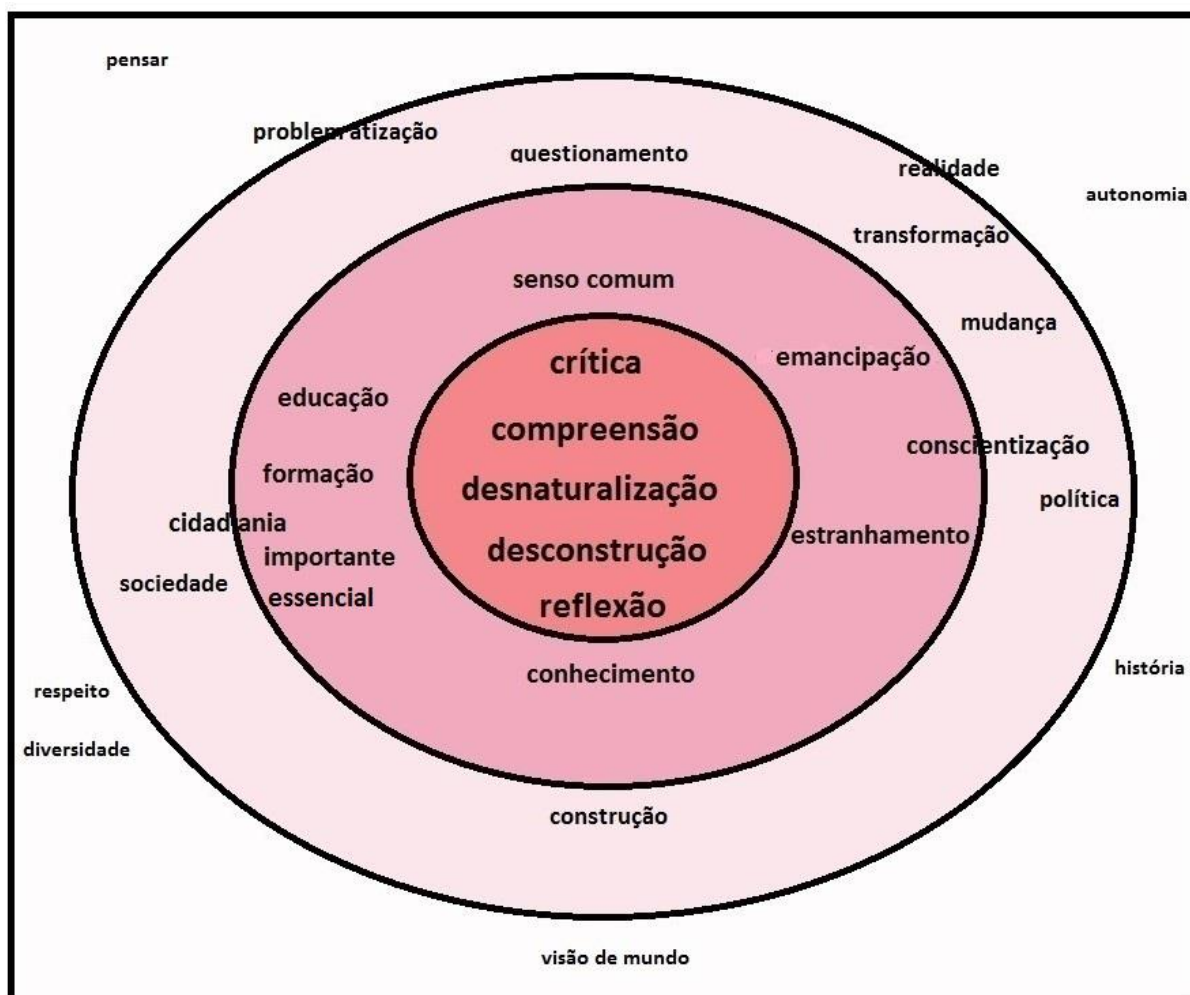 pensar
problematização
questionamento
realidade
autonomia
transformação
senso comum
mudança
crítica
emancipação
educação
compreensão
conscientização
formação
desnaturalização
política
cidadania
estranhamento
importante
desconstrução
sociedade
essencial
reflexão
conhecimento
história
respeito
diversidade
construção
visão de mundo